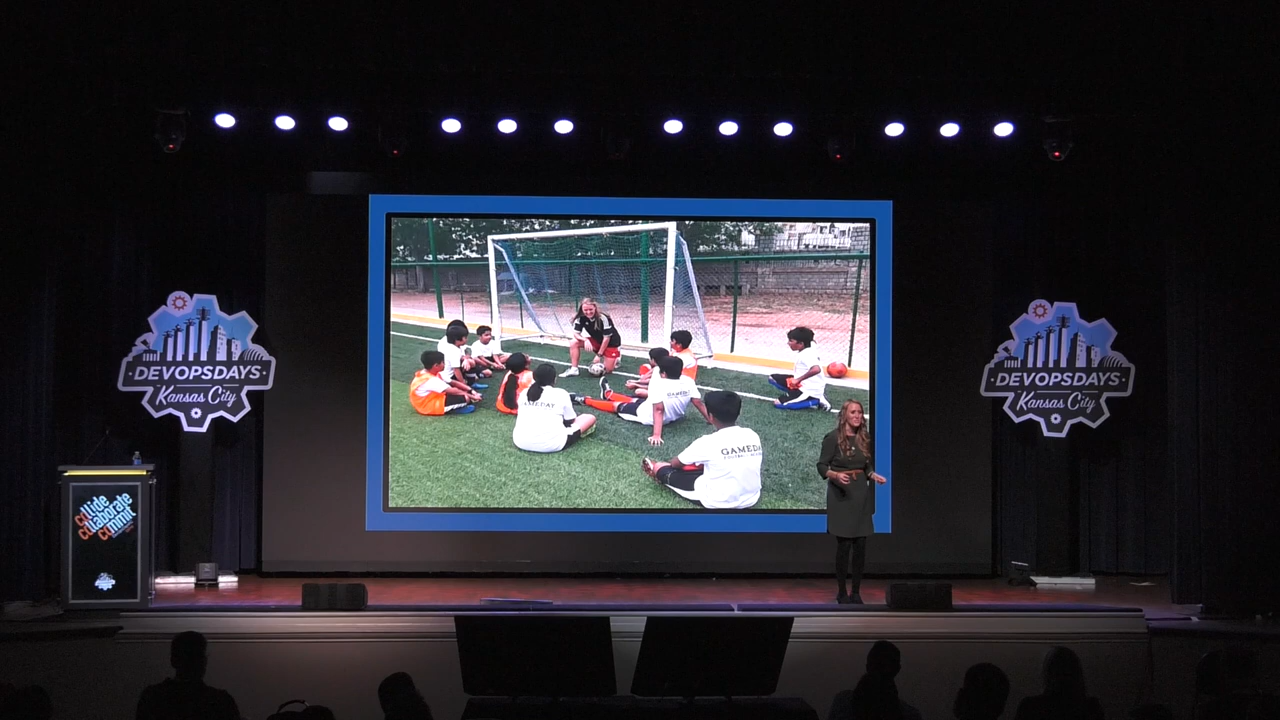 DEVOPSDAYS
Kansas City
DEVOPSDAYS
Kansas City
GAMEDAY
collide
collaborate
commit